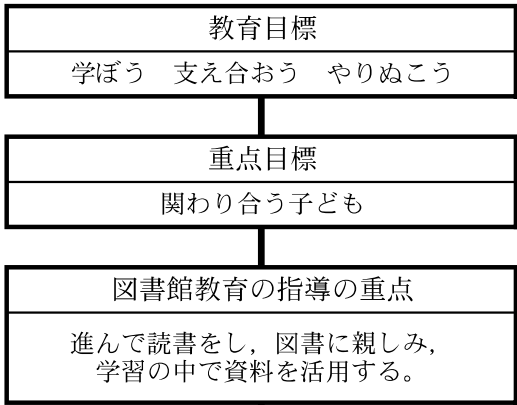 教育目標
学ぼう　支え合おう　やりぬこう
重点目標
関わり合う子ども
図書館教育の指導の重点
進んで読書をし，図書に親しみ，
学習の中で資料を活用する。